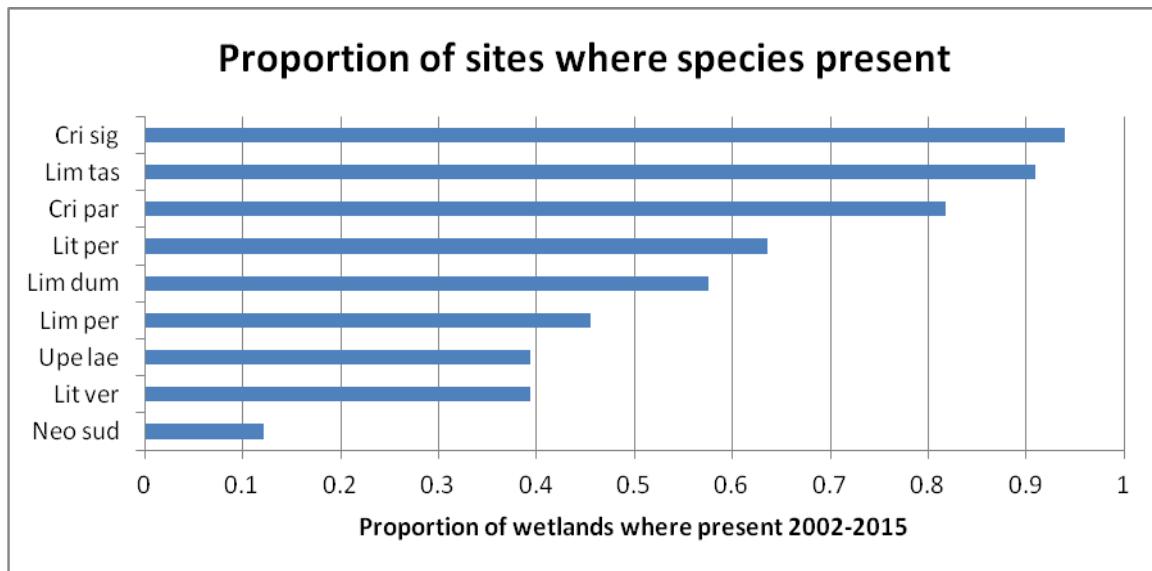 Proportion of sites where species present
Cri sig
Lim tas
Cri par
Lit per
Lim dum
Lim per
Upe lae
Lit ver
Neo sud
0 0.1 0.2 0.3 0.4 0.5 0.6 0.7 0.8 0.9 1
Proportion of wetlands where present 2002-2015